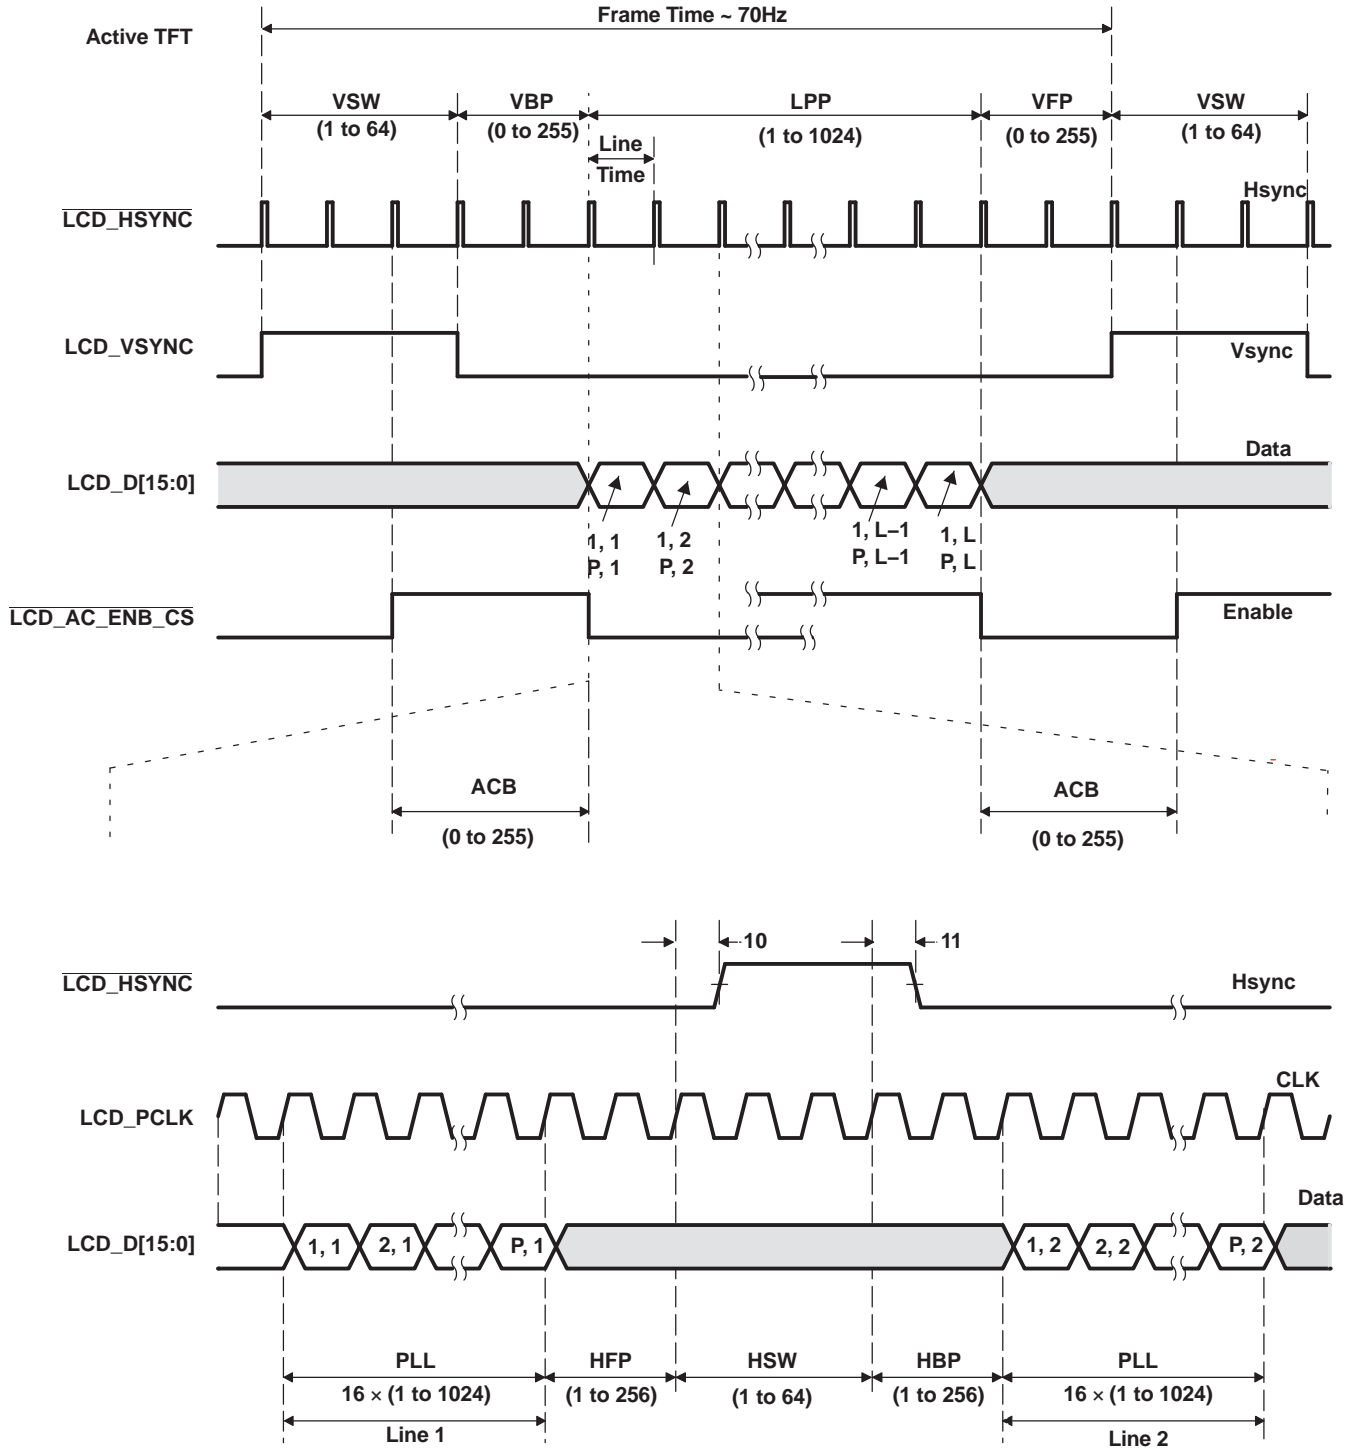 Frame Time ~ 70Hz
Active TFT
VSW VBP LPP VFP VSW
(1 to 64) (0 to 255) (1 to 1024) (0 to 255) (1 to 64)
Line
Time
Hsync
LCD_HSYNC
LCD_VSYNC
Vsync
Data
LCD_D[15:0]
1, 1 1, 2 1, L–1 1, L
P, 1 P, 2 P, L–1 P, L
LCD_AC_ENB_CS
Enable
ACB ACB
(0 to 255) (0 to 255)
10 11
LCD_HSYNC
Hsync
CLK
LCD_PCLK
Data
LCD_D[15:0]
1, 1 2, 1 P, 1 1, 2 2, 2 P, 2
PLL HFP HSW HBP PLL
16 × (1 to 1024) (1 to 256) (1 to 64) (1 to 256) 16 × (1 to 1024)
Line 1 Line 2